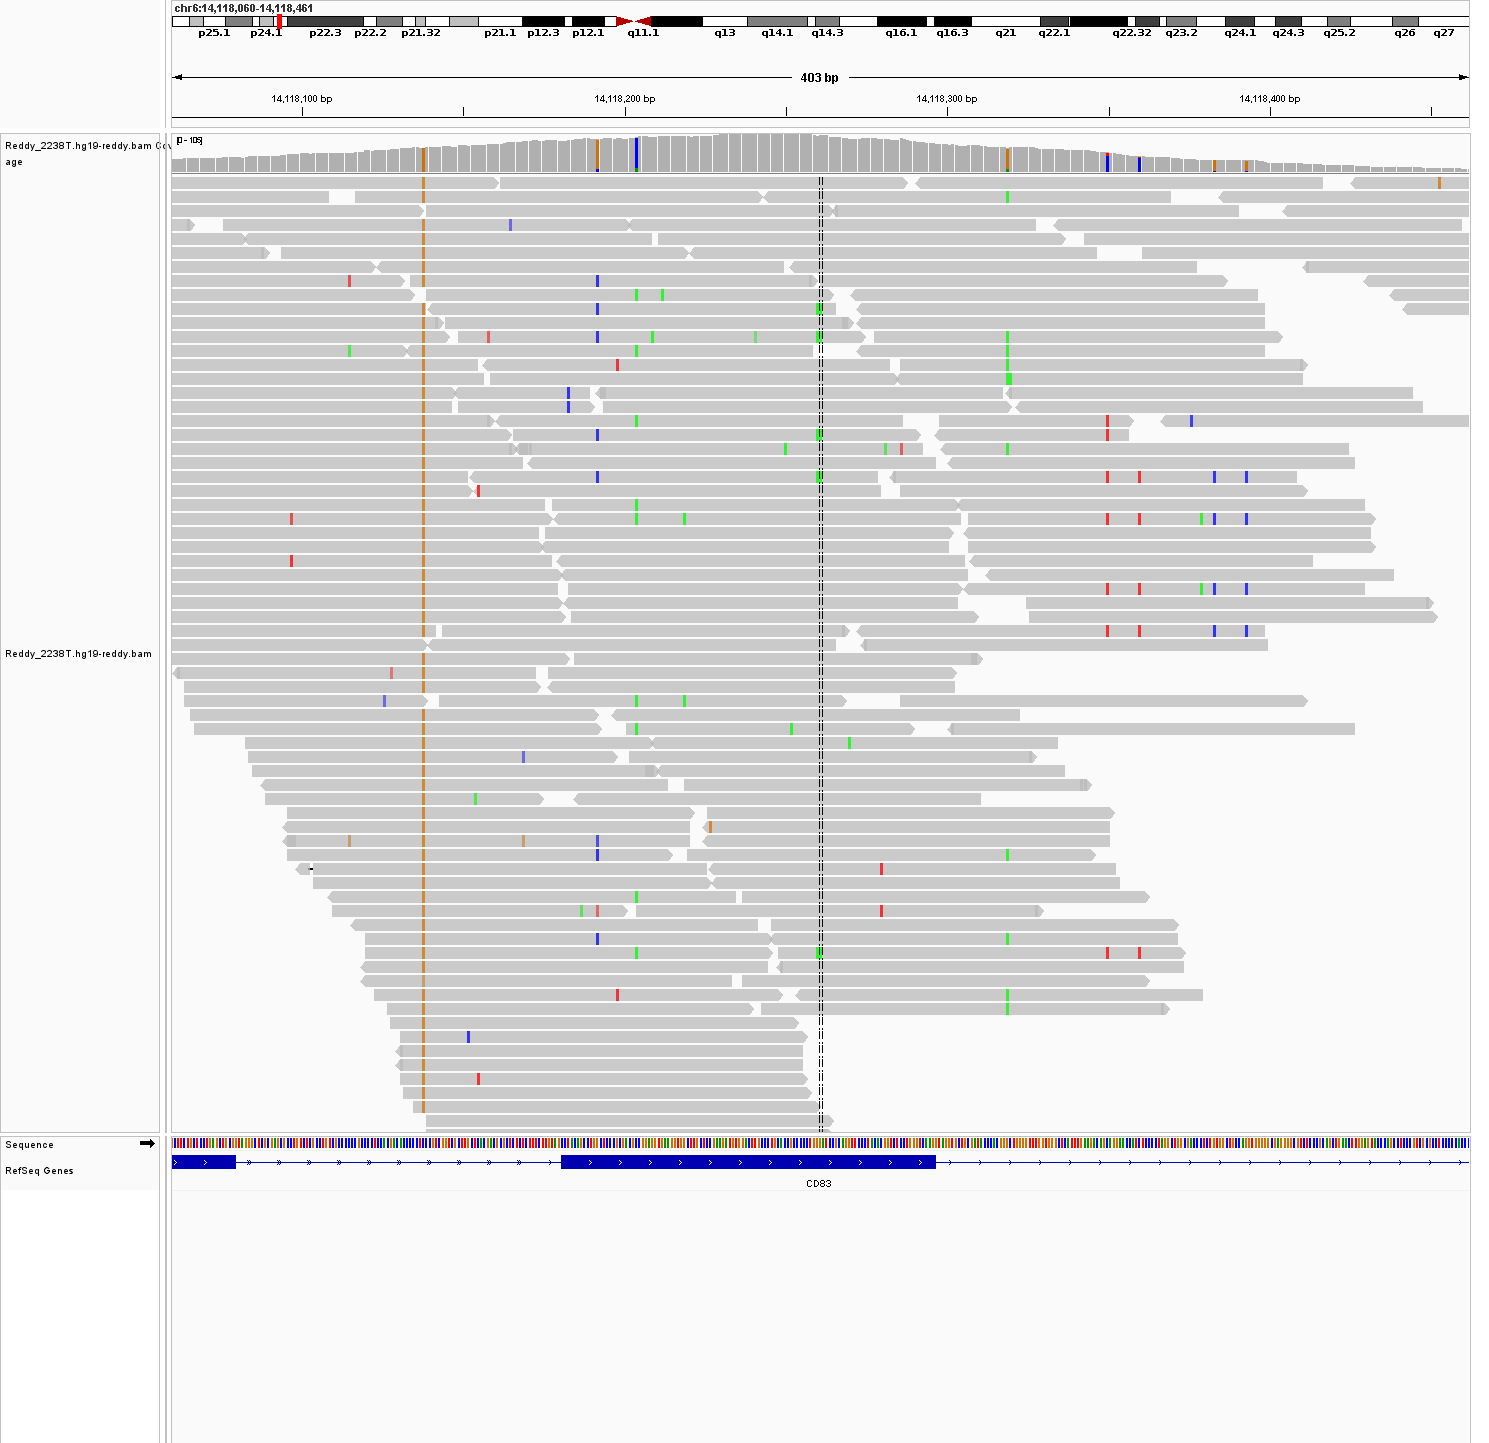 chr6:14,118,060-14,118,461
p25.1 p24.1 p22.3 p22.2 p21.32 p21.1 p12.3 p12.1 q11.1 q13 q14.1 q14.3 q16.1 q16.3 q21 q22.1 q22.32 q23.2 q24.1 q24.3 q25.2 q26 q27
403 bp
14,118,100 bp 14,118,200 bp 14,118,300 bp 14,118,400 bp
Reddy_2238T.hg19-reddy.bam Cov
age
[0 - 106]
Reddy_2238T.hg19-reddy.bam
Sequence
RefSeq Genes
CD83